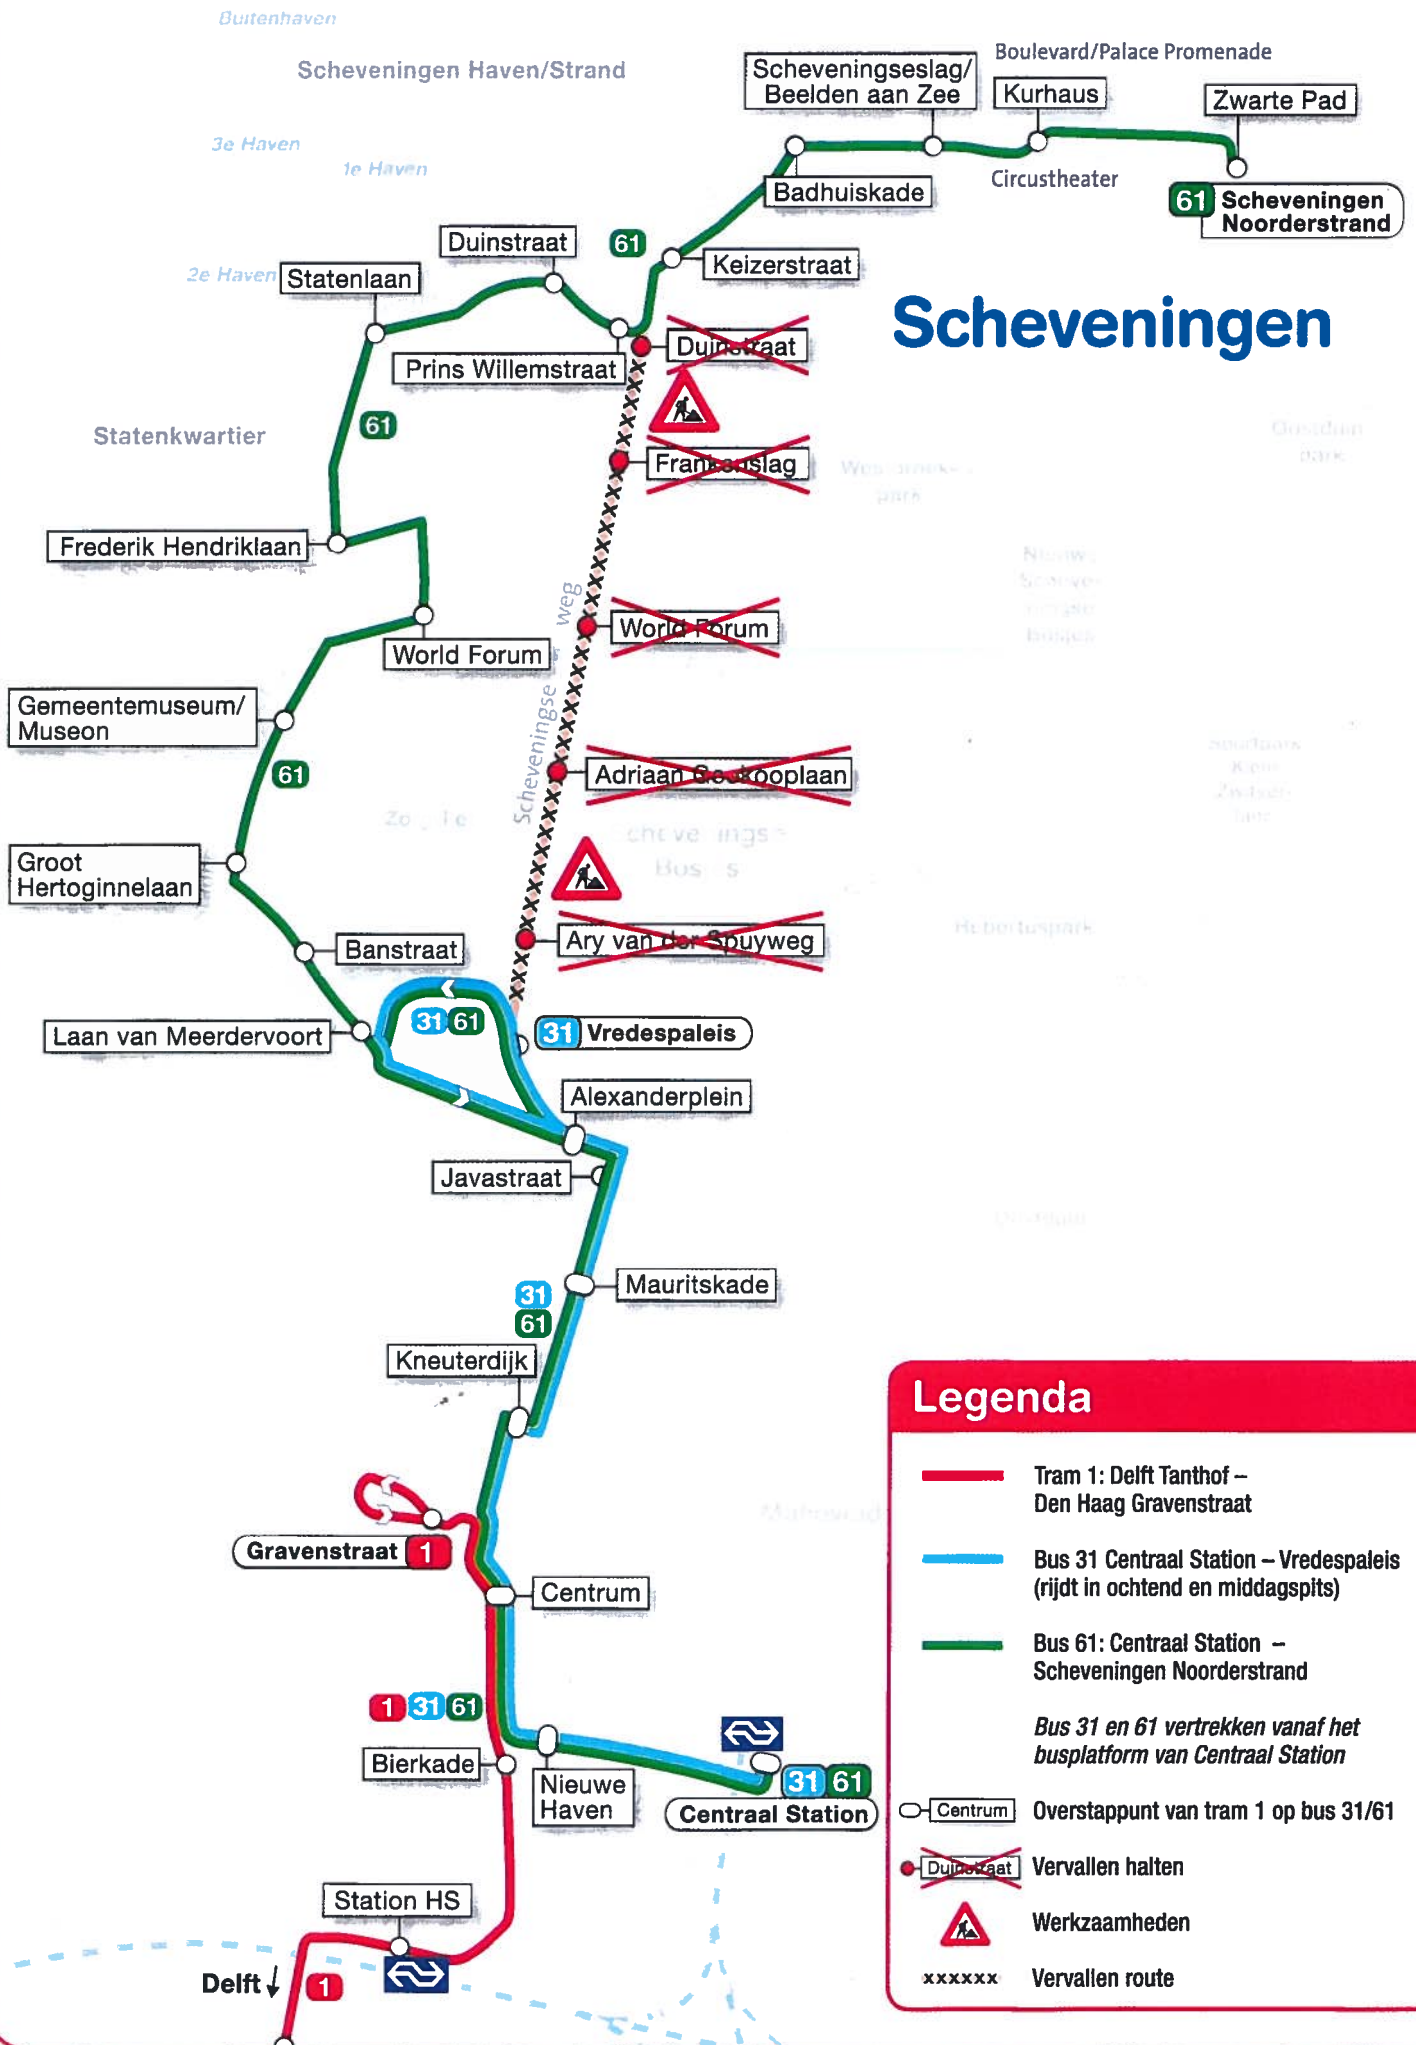 Buitenhaven
Scheveningen Haven/Strand
3e Haven
1e Haven
2e Haven
Boulevard/Palace Promenade
Scheveningseslag/
Beelden aan Zee
Kurhaus
Zwarte Pad
Badhuiskade
Circustheater
61 Scheveningen
Noorderstrand
Duinstraat
61
Keizerstraat
Statenlaan
Scheveningen
Prins Willemstraat
Duinstraat
61
Statenkwartier
Frankenslag
Frederik Hendriklaan
World Forum
World Forum
Scheveningse weg
Gemeentemuseum/
Museon
61
Adriaan Goekooplaan
Groot
Hertoginnelaan
Ary van der Spuyweg
Banstraat
31 61
Laan van Meerdervoort
31 Vredespaleis
Alexanderplein
Javastraat
Mauritskade
31
61
Kneuterdijk
Gravenstraat 1
Centrum
1 31 61
Bierkade
Nieuwe
Haven
31 61
Centraal Station
Station HS
Delft
1
Legenda
Tram 1: Delft Tanthof –
Den Haag Gravenstraat
Bus 31 Centraal Station – Vredespaleis
(rijdt in ochtend en middagspits)
Bus 61: Centraal Station –
Scheveningen Noorderstrand
Bus 31 en 61 vertrekken vanaf het
busplatform van Centraal Station
Centrum Overstappunt van tram 1 op bus 31/61
Duinstraat Vervallen halten
Werkzaamheden
xxxxxx Vervallen route